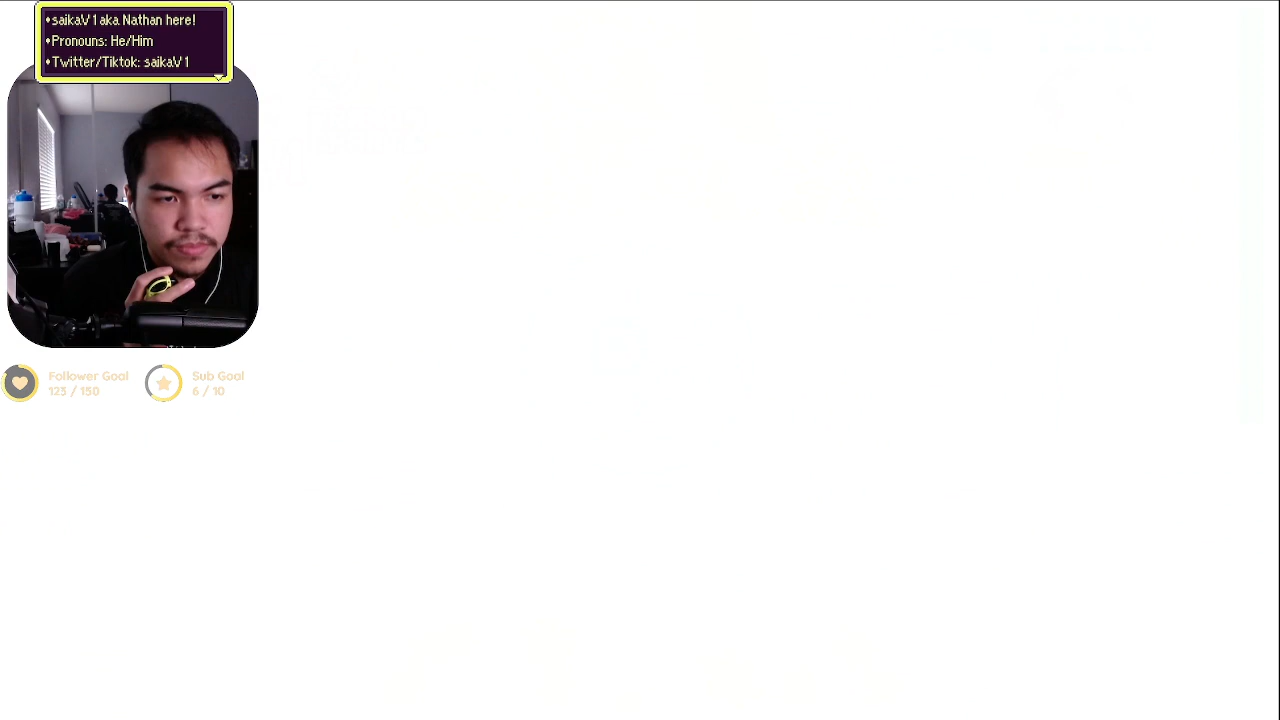 •saikaV1 aka Nathan here!
•Pronouns: He/Him
•Twitter/Tiktok: saikaV1
Follower Goal
123 / 150
Sub Goal
6 / 10